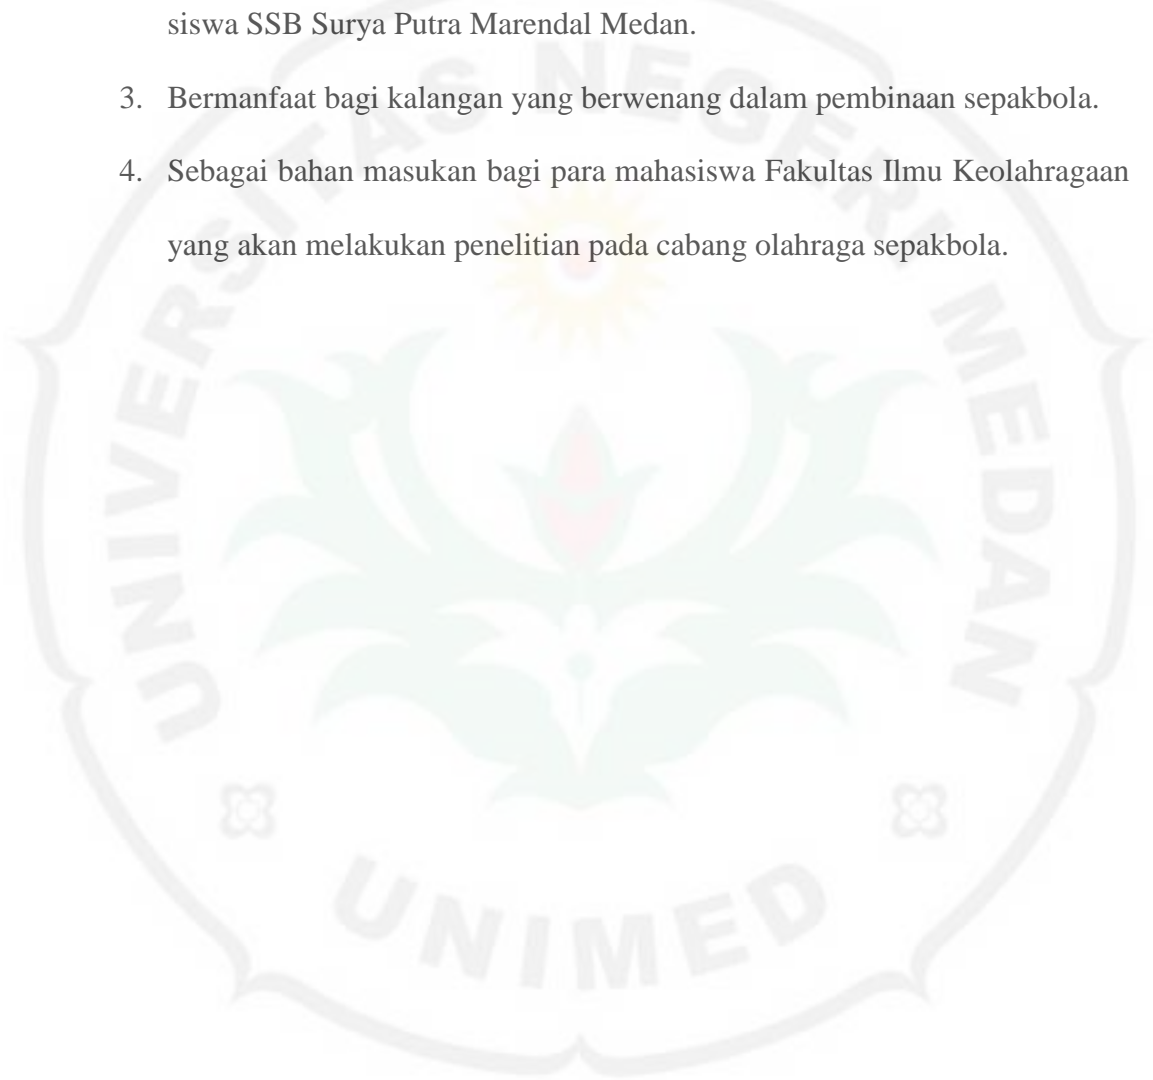 siswa SSB Surya Putra Marendal Medan.
3. Bermanfaat bagi kalangan yang berwenang dalam pembinaan sepakbola.
4. Sebagai bahan masukan bagi para mahasiswa Fakultas Ilmu Keolahragaan
yang akan melakukan penelitian pada cabang olahraga sepakbola.
UNIVERSITAS NEGERI MEDAN
UNIMED